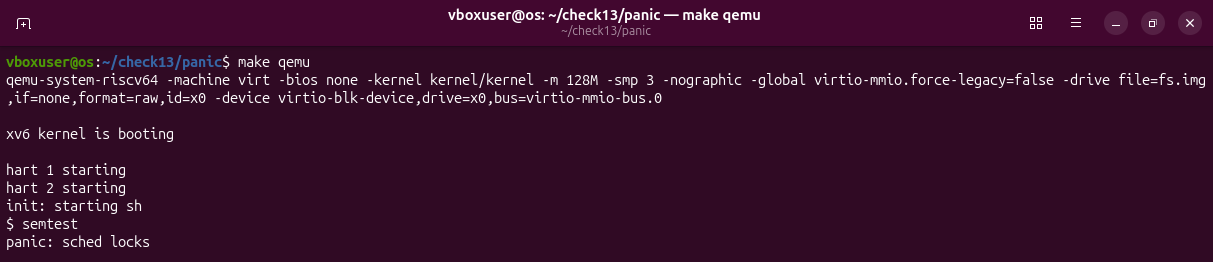 vboxuser@os: ~/check13/panic — make qemu
~/check13/panic
vboxuser@os:~/check13/panic$ make qemu
qemu-system-riscv64 -machine virt -bios none -kernel kernel/kernel -m 128M -smp 3 -nographic -global virtio-mmio.force-legacy=false -drive file=fs.img
,if=none,format=raw,id=x0 -device virtio-blk-device,drive=x0,bus=virtio-mmio-bus.0
xv6 kernel is booting
hart 1 starting
hart 2 starting
init: starting sh
$ semtest
panic: sched locks